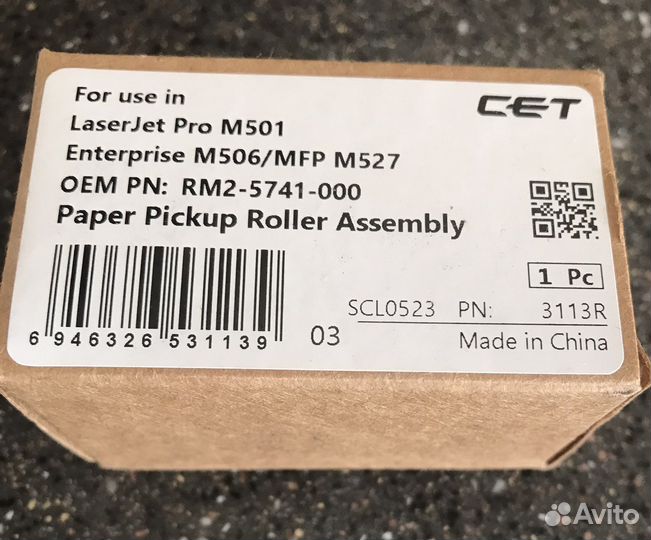 For use in
CET
LaserJet Pro M501
Enterprise M506/MFP M527
OEM PN: RM2-5741-000
Paper Pickup Roller Assembly
1 Pc
SCL0523 PN: 3113R
6 946326 531139 03
Made in China
Avito